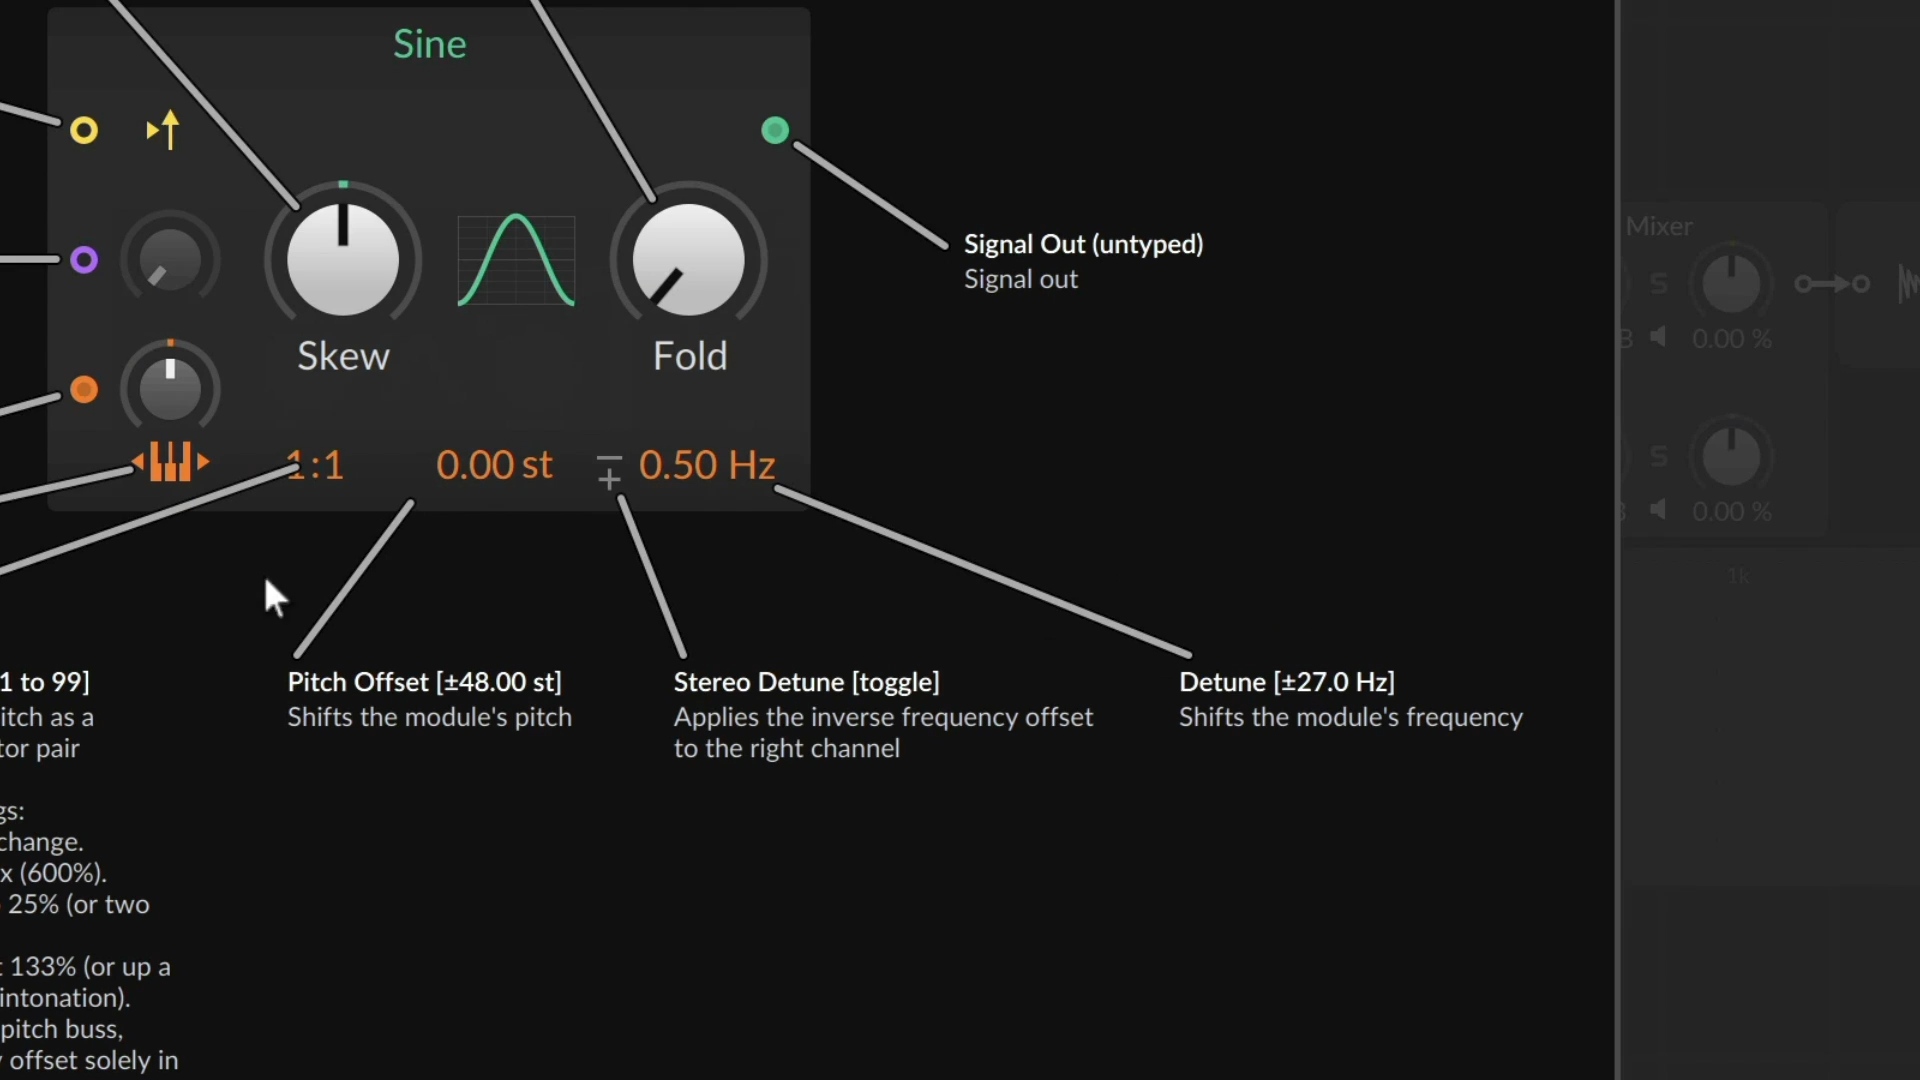 Sine
Signal Out (untyped)
Signal out
Skew
Fold
1:1
0.00 st
0.50 Hz
Mixer
S
0.00 %
S
0.00 %
1k
1 to 99]
itch as a
tor pair
Pitch Offset [±48.00 st]
Shifts the module's pitch
Stereo Detune [toggle]
Applies the inverse frequency offset
to the right channel
Detune [±27.0 Hz]
Shifts the module's frequency
gs:
change.
x (600%).
25% (or two
133% (or up a
intonation).
pitch buss,
offset solely in